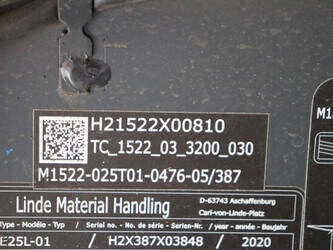 H21522X00810
TC_1522_03_3200_030
M1522-025T01-0476-05/387
Linde Material Handling
D-63743 Aschaffenburg
Carl-von-Linde-Platz
Type - Modèle - Typ / Serial no. - No. de série - Serien-Nr. / year - année - Baujahr
E25L-01 / H2X387X03848 / 2020